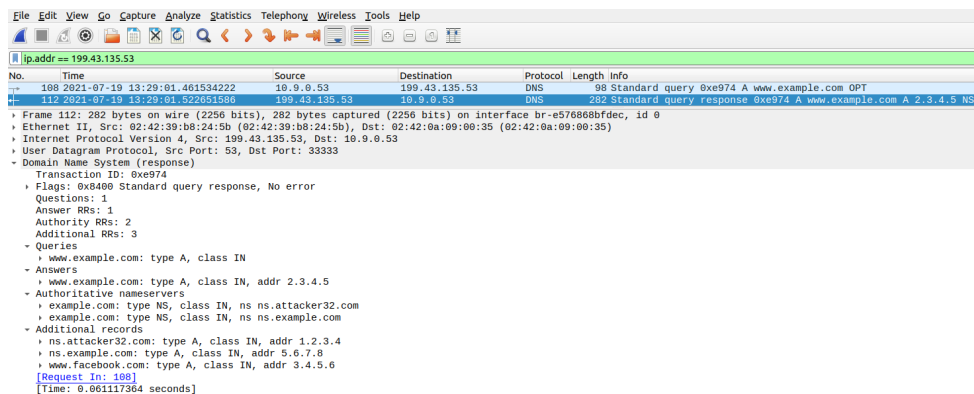 File Edit View Go Capture Analyze Statistics Telephony Wireless Tools Help
ip.addr == 199.43.135.53
No. Time Source Destination Protocol Length Info
108 2021-07-19 13:29:01.461534222 10.9.0.53 199.43.135.53 DNS 98 Standard query 0xe974 A www.example.com OPT
112 2021-07-19 13:29:01.522651586 199.43.135.53 10.9.0.53 DNS 282 Standard query response 0xe974 A www.example.com A 2.3.4.5 NS
Frame 112: 282 bytes on wire (2256 bits), 282 bytes captured (2256 bits) on interface br-e576868bfdec, id 0
Ethernet II, Src: 02:42:39:b8:24:5b (02:42:39:b8:24:5b), Dst: 02:42:0a:09:00:35 (02:42:0a:09:00:35)
Internet Protocol Version 4, Src: 199.43.135.53, Dst: 10.9.0.53
User Datagram Protocol, Src Port: 53, Dst Port: 33333
Domain Name System (response)
Transaction ID: 0xe974
Flags: 0x8400 Standard query response, No error
Questions: 1
Answer RRs: 1
Authority RRs: 2
Additional RRs: 3
Queries
www.example.com: type A, class IN
Answers
www.example.com: type A, class IN, addr 2.3.4.5
Authoritative nameservers
example.com: type NS, class IN, ns ns.attacker32.com
example.com: type NS, class IN, ns ns.example.com
Additional records
ns.attacker32.com: type A, class IN, addr 1.2.3.4
ns.example.com: type A, class IN, addr 5.6.7.8
www.facebook.com: type A, class IN, addr 3.4.5.6
[Request In: 108]
[Time: 0.061117364 seconds]